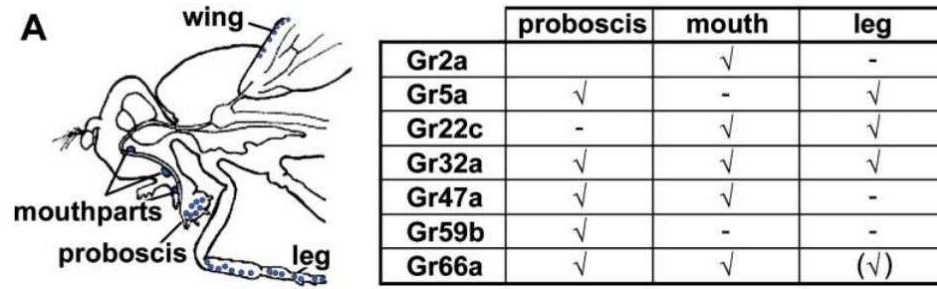 A
wing
mouthparts
proboscis
leg
proboscis mouth leg
Gr2a √ -
Gr5a √ - √
Gr22c - √ √
Gr32a √ √ √
Gr47a √ √ -
Gr59b √ - -
Gr66a √ √ (√)